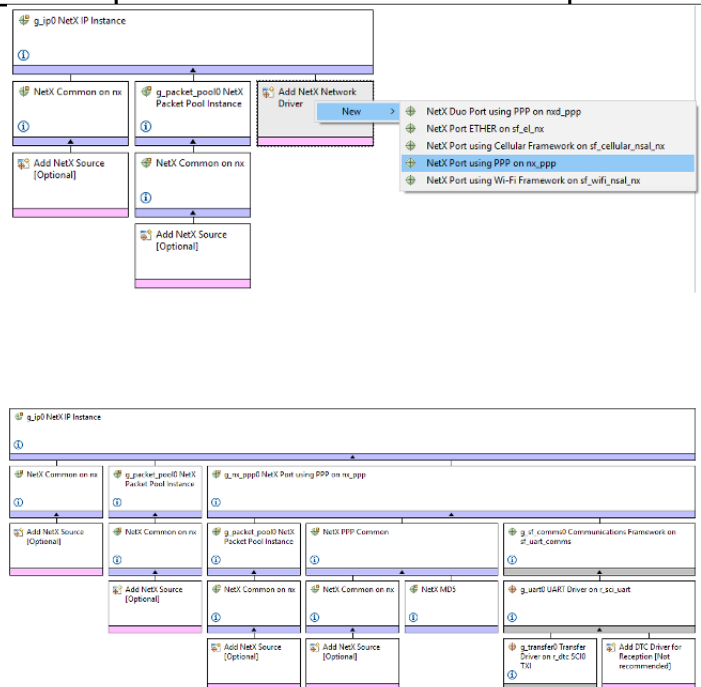 g_ip0 NetX IP Instance
NetX Common on nx
g_packet_pool0 NetX
Packet Pool Instance
Add NetX Network
Driver
New >
NetX Duo Port using PPP on nxd_ppp
NetX Port ETHER on sf_el_nx
NetX Port using Cellular Framework on sf_cellular_nsal_nx
NetX Port using PPP on nx_ppp
NetX Port using Wi-Fi Framework on sf_wifi_nsal_nx
Add NetX Source
[Optional]
NetX Common on nx
Add NetX Source
[Optional]
g_ip0 NetX IP Instance
NetX Common on nx
g_packet_pool0 NetX
Packet Pool Instance
g_nx_ppp0 NetX Port using PPP on nx_ppp
Add NetX Source
[Optional]
NetX Common on nx
g_packet_pool0 NetX
Packet Pool Instance
NetX PPP Common
g_sf_comms0 Communications Framework on
sf_uart_comms
Add NetX Source
[Optional]
NetX Common on nx
NetX Common on nx
NetX MD5
g_uart0 UART Driver on r_sci_uart
Add NetX Source
[Optional]
Add NetX Source
[Optional]
g_transfer0 Transfer
Driver on r_dtc SCI0
TXI
Add DTC Driver for
Reception [Not
recommended]